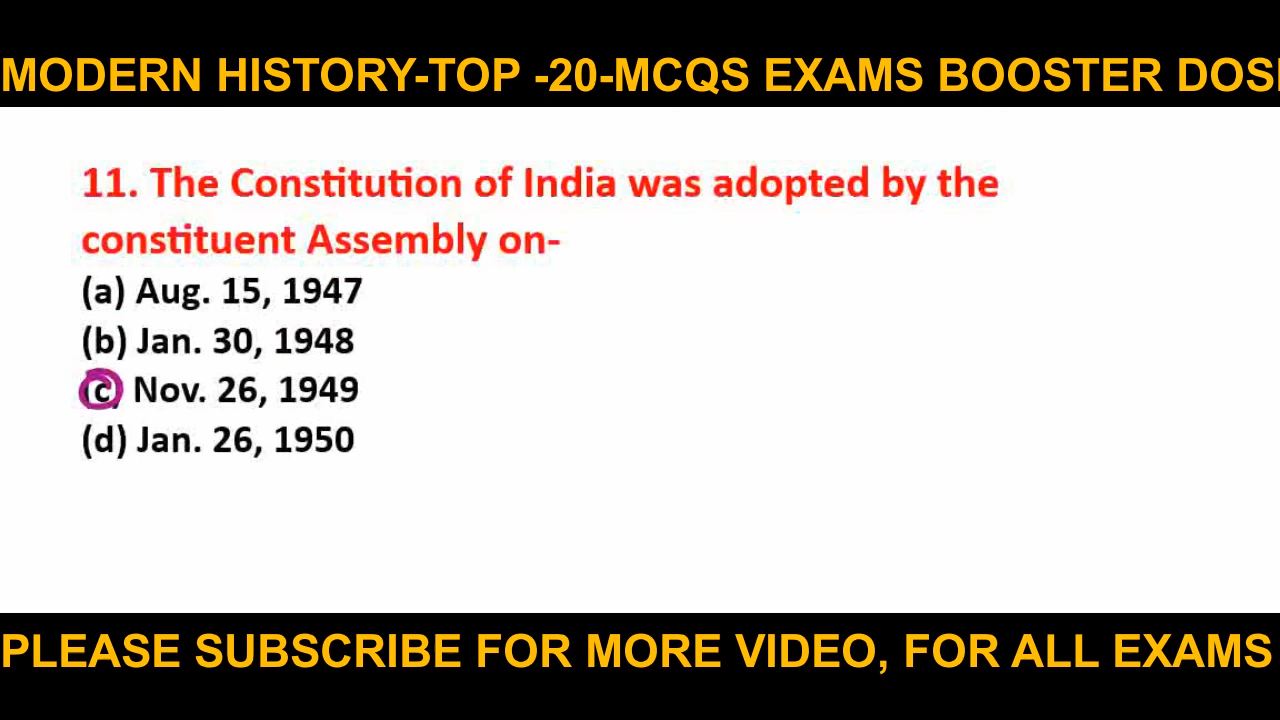 MODERN HISTORY-TOP -20-MCQS EXAMS BOOSTER DOS
11. The Constitution of India was adopted by the
constituent Assembly on-
(a) Aug. 15, 1947
(b) Jan. 30, 1948
(c) Nov. 26, 1949
(d) Jan. 26, 1950
PLEASE SUBSCRIBE FOR MORE VIDEO, FOR ALL EXAMS